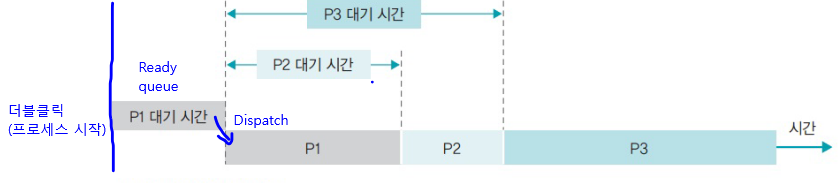 P3 대기 시간
Ready
queue
P2 대기 시간
더블클릭
(프로세스 시작)
P1 대기 시간
Dispatch
시간
P1
P2
P3